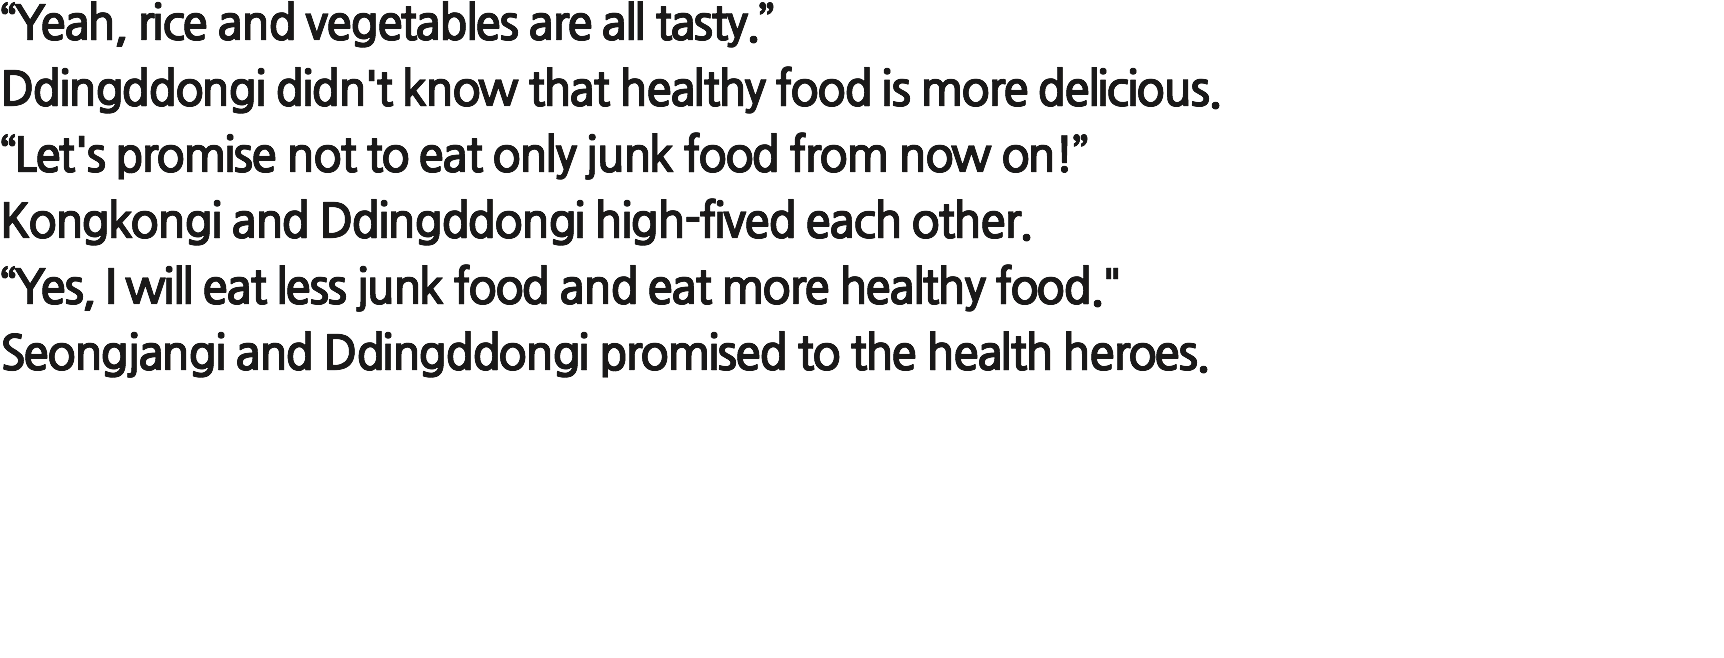 “Yeah, rice and vegetables are all tasty.”
Ddingddongi didn't know that healthy food is more delicious.
“Let's promise not to eat only junk food from now on!”
Kongkongi and Ddingddongi high-fived each other.
“Yes, I will eat less junk food and eat more healthy food."
Seongjangi and Ddingddongi promised to the health heroes.